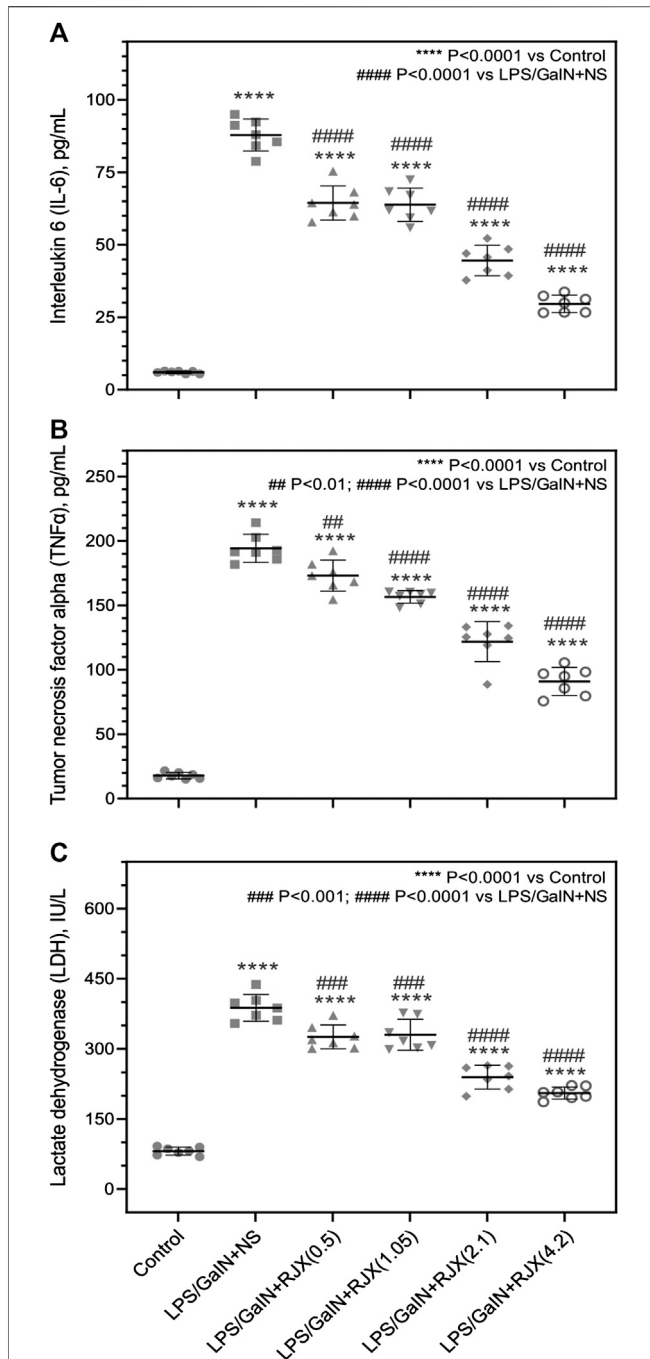 A
**** P<0.0001 vs Control
#### P<0.0001 vs LPS/GalN+NS
Interleukin 6 (IL-6), pg/mL
100
75
50
25
0
****
####
****
####
****
####
****
####
****
B
**** P<0.0001 vs Control
## P<0.01; #### P<0.0001 vs LPS/GalN+NS
Tumor necrosis factor alpha (TNFα), pg/mL
250
200
150
100
50
0
****
##
****
####
****
####
****
####
****
C
**** P<0.0001 vs Control
### P<0.001; #### P<0.0001 vs LPS/GalN+NS
Lactate dehydrogenase (LDH), IU/L
600
450
300
150
0
****
###
****
###
****
####
****
####
****
Control
LPS/GalN+NS
LPS/GalN+RJX(0.5)
LPS/GalN+RJX(1.05)
LPS/GalN+RJX(2.1)
LPS/GalN+RJX(4.2)